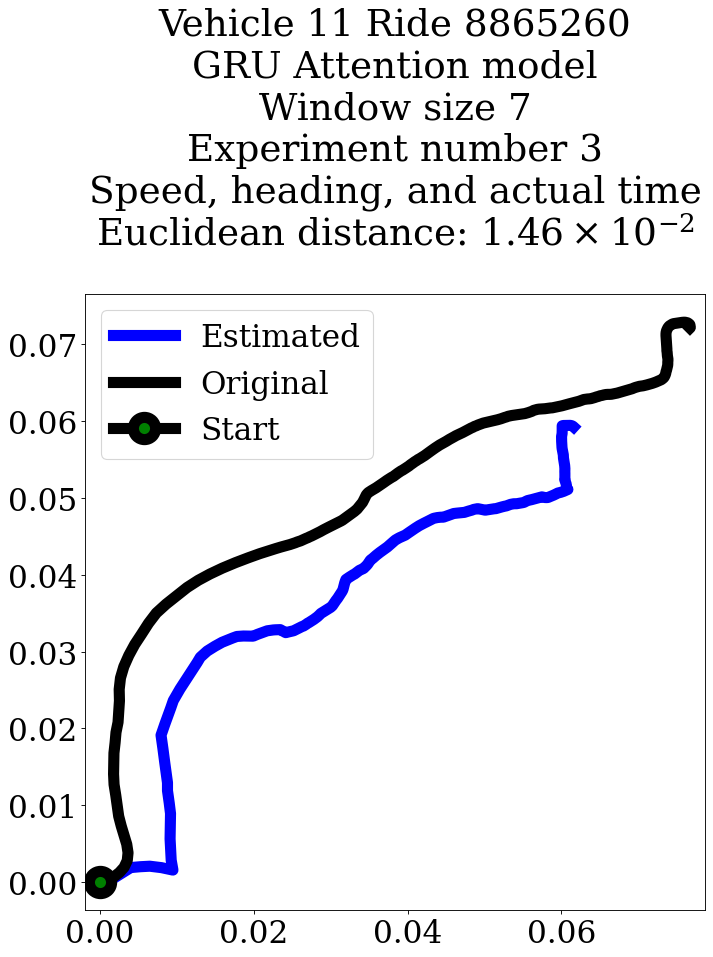 Vehicle 11 Ride 8865260
GRU Attention model
Window size 7
Experiment number 3
Speed, heading, and actual time
Euclidean distance: 1.46 × 10⁻²
Estimated
Original
Start
0.07
0.06
0.05
0.04
0.03
0.02
0.01
0.00
0.00 0.02 0.04 0.06